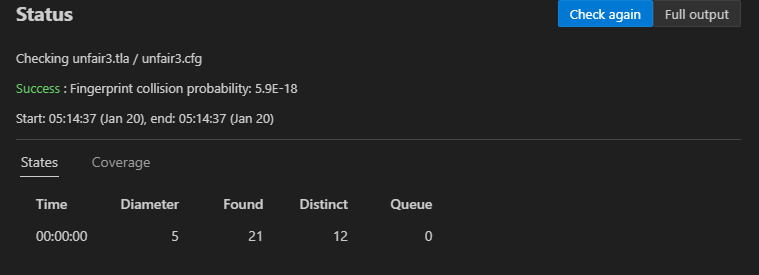 Status
Check again
Full output
Checking unfair3.tla / unfair3.cfg
Success : Fingerprint collision probability: 5.9E-18
Start: 05:14:37 (Jan 20), end: 05:14:37 (Jan 20)
States Coverage
Time Diameter Found Distinct Queue
00:00:00 5 21 12 0